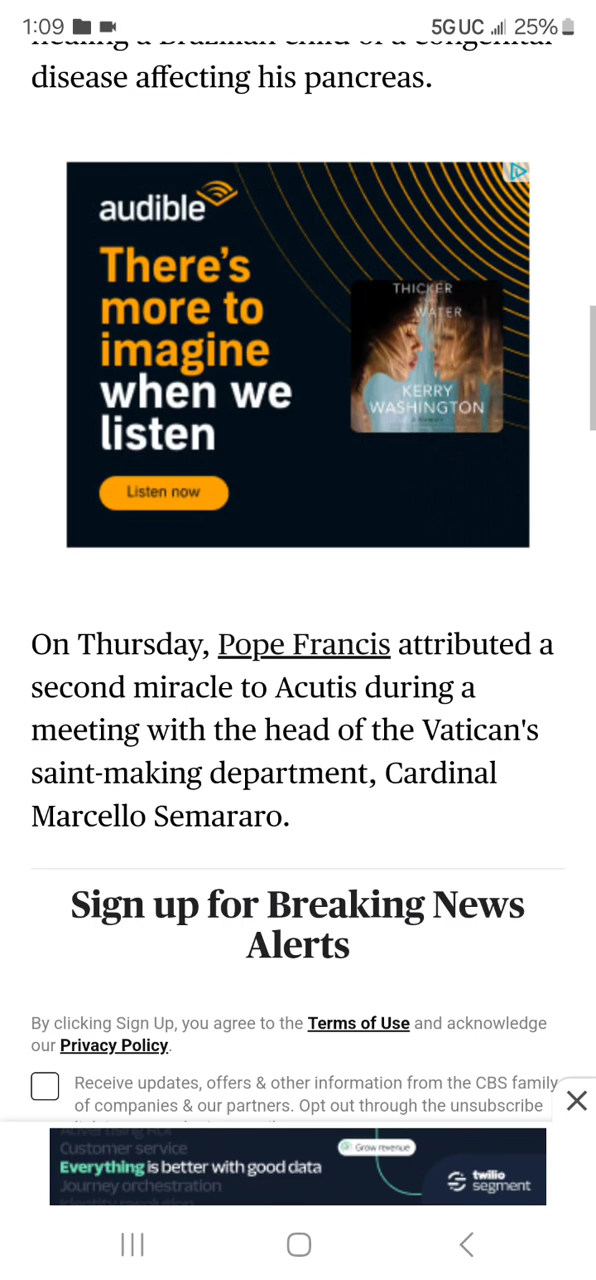 1:09
5G UC 25%
disease affecting his pancreas.
audible
There's
more to
imagine
when we
listen
THICKER
WATER
KERRY
WASHINGTON
Listen now
On Thursday, Pope Francis attributed a
second miracle to Acutis during a
meeting with the head of the Vatican's
saint-making department, Cardinal
Marcello Semararo.
Sign up for Breaking News
Alerts
By clicking Sign Up, you agree to the Terms of Use and acknowledge
our Privacy Policy.
Receive updates, offers & other information from the CBS family
of companies & our partners. Opt out through the unsubscribe
Customer service
Grow revenue
Everything is better with good data
Journey orchestration
twilio
segment